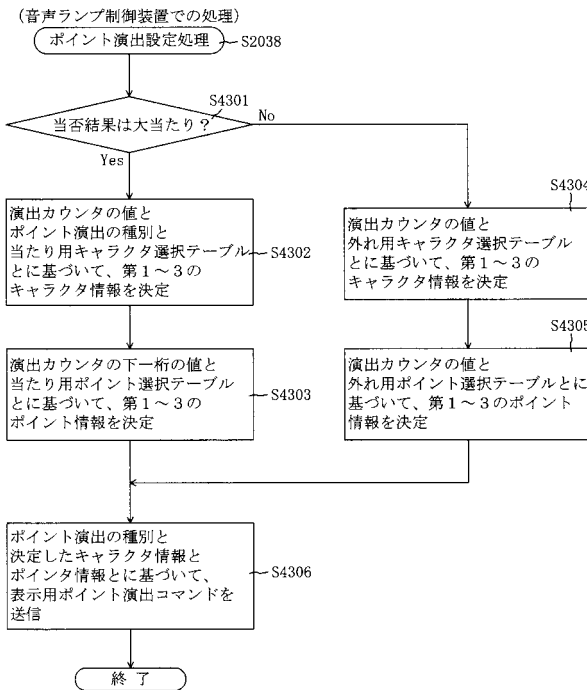 (音声ランプ制御装置での処理)
ポイント演出設定処理
S2038
S4301
当否結果は大当たり?
No
Yes
演出カウンタの値と
ポイント演出の種別と
当たり用キャラクタ選択テーブル
とに基づいて、第1~3の
キャラクタ情報を決定
S4302
S4304
演出カウンタの値と
外れ用キャラクタ選択テーブル
とに基づいて、第1~3の
キャラクタ情報を決定
演出カウンタの下一桁の値と
当たり用ポイント選択テーブル
とに基づいて、第1~3の
ポイント情報を決定
S4303
S4305
演出カウンタの値と
外れ用ポイント選択テーブルとに
基づいて、第1~3のポイント
情報を決定
ポイント演出の種別と
決定したキャラクタ情報と
ポインタ情報とに基づいて、
表示用ポイント演出コマンドを
送信
S4306
終了